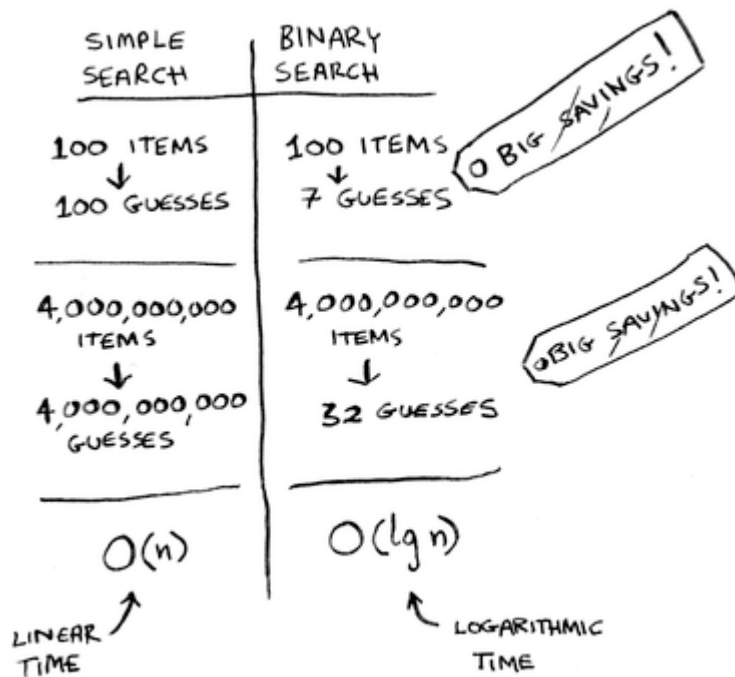 SIMPLE
SEARCH
BINARY
SEARCH
100 ITEMS
100 GUESSES
100 ITEMS
7 GUESSES
BIG SAVINGS!
4,000,000,000
ITEMS
4,000,000,000
GUESSES
4,000,000,000
ITEMS
32 GUESSES
BIG SAVINGS!
O(n)
O(lg n)
LINEAR
TIME
LOGARITHMIC
TIME